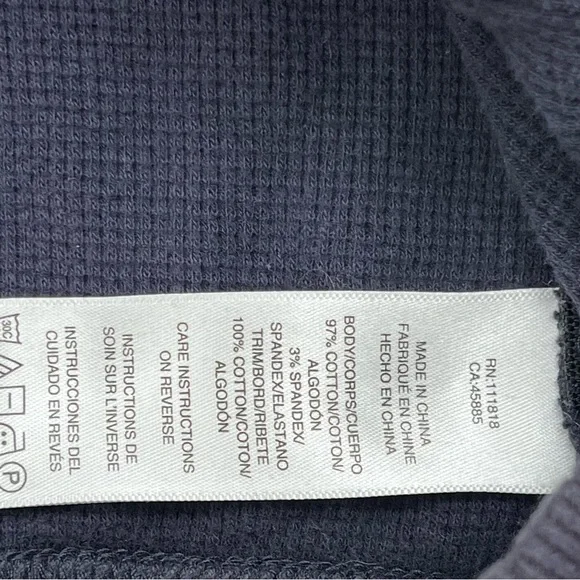 RN:111818
CA:45885
MADE IN CHINA
FABRIQUÉ EN CHINE
HECHO EN CHINA
BODY/CORPS/CUERPO
97% COTTON/COTON/
ALGODÓN
3% SPANDEX/
SPANDEX/ELASTANO
TRIM/BORD/RIBETE
100% COTTON/COTON/
ALGODÓN
CARE INSTRUCTIONS
ON REVERSE
INSTRUCTIONS DE
SOIN SUR L'INVERSE
INSTRUCCIONES DEL
CUIDADO EN REVÉS
30C
P